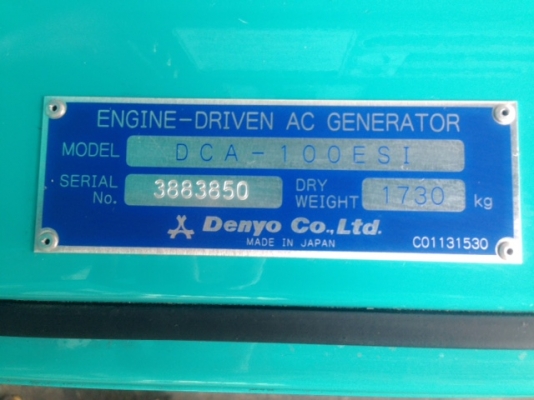 ENGINE-DRIVEN AC GENERATOR
MODEL DCA-100ESI
SERIAL No. 3883850 DRY WEIGHT 1730 kg
Denyo Co., Ltd.
MADE IN JAPAN C01131530